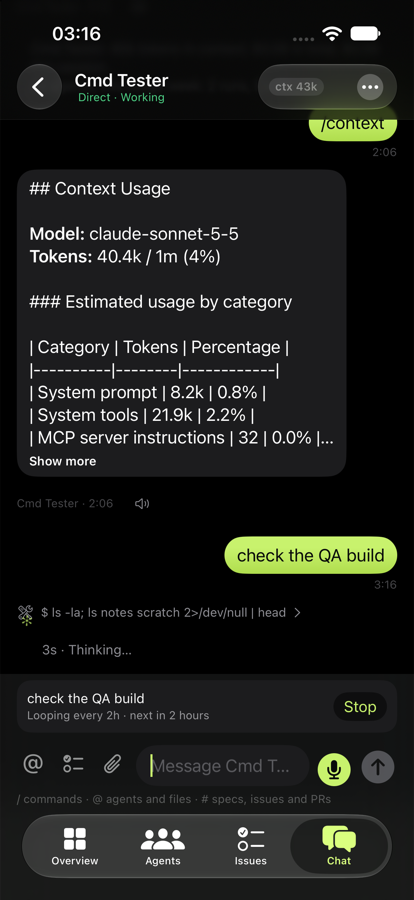 03:16
Cmd Tester
Direct · Working
ctx 43k
/context
2:06
## Context Usage
Model: claude-sonnet-5-5
Tokens: 40.4k / 1m (4%)
### Estimated usage by category
| Category | Tokens | Percentage |
|----------|--------|------------|
| System prompt | 8.2k | 0.8% |
| System tools | 21.9k | 2.2% |
| MCP server instructions | 32 | 0.0% |...
Show more
Cmd Tester · 2:06
check the QA build
3:16
$ ls -la; ls notes scratch 2>/dev/null | head
3s · Thinking...
check the QA build
Looping every 2h · next in 2 hours
Stop
Message Cmd T...
/ commands · @ agents and files · # specs, issues and PRs
Overview
Agents
Issues
Chat